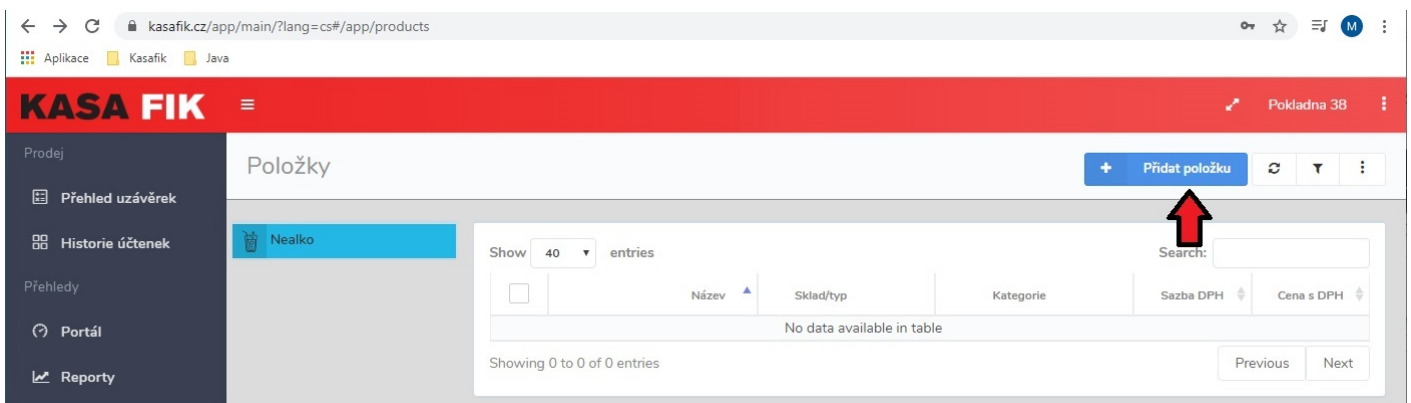 kasafik.cz/app/main/?lang=cs#/app/products
M
Aplikace Kasafik Java
KASA FIK
Pokladna 38
Prodej
Položky
Přidat položku
Přehled uzávěrek
Historie účtenek
Nealko
Show 40 entries
Search:
Přehledy
Název Sklad/typ Kategorie Sazba DPH Cena s DPH
Portál
No data available in table
Reporty
Showing 0 to 0 of 0 entries
Previous Next